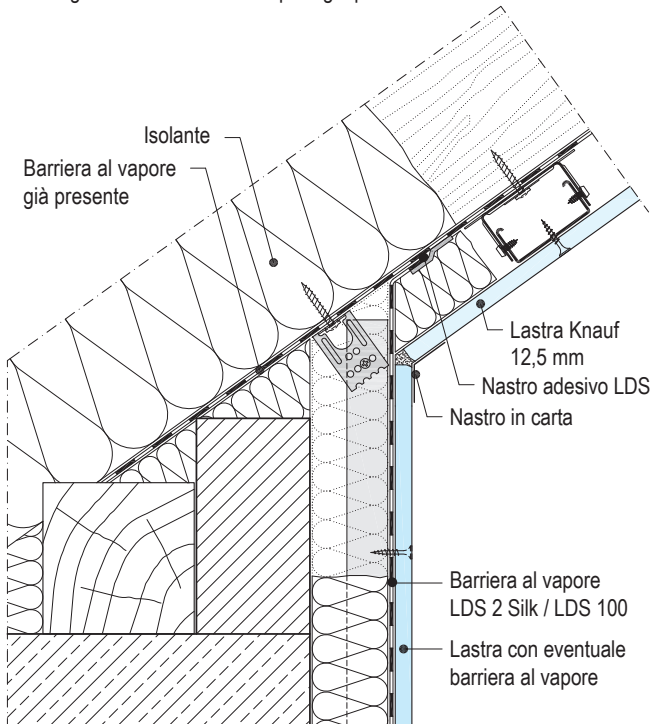 Isolante
Barriera al vapore
già presente
Lastra Knauf
12,5 mm
Nastro adesivo LDS
Nastro in carta
Barriera al vapore
LDS 2 Silk / LDS 100
Lastra con eventuale
barriera al vapore